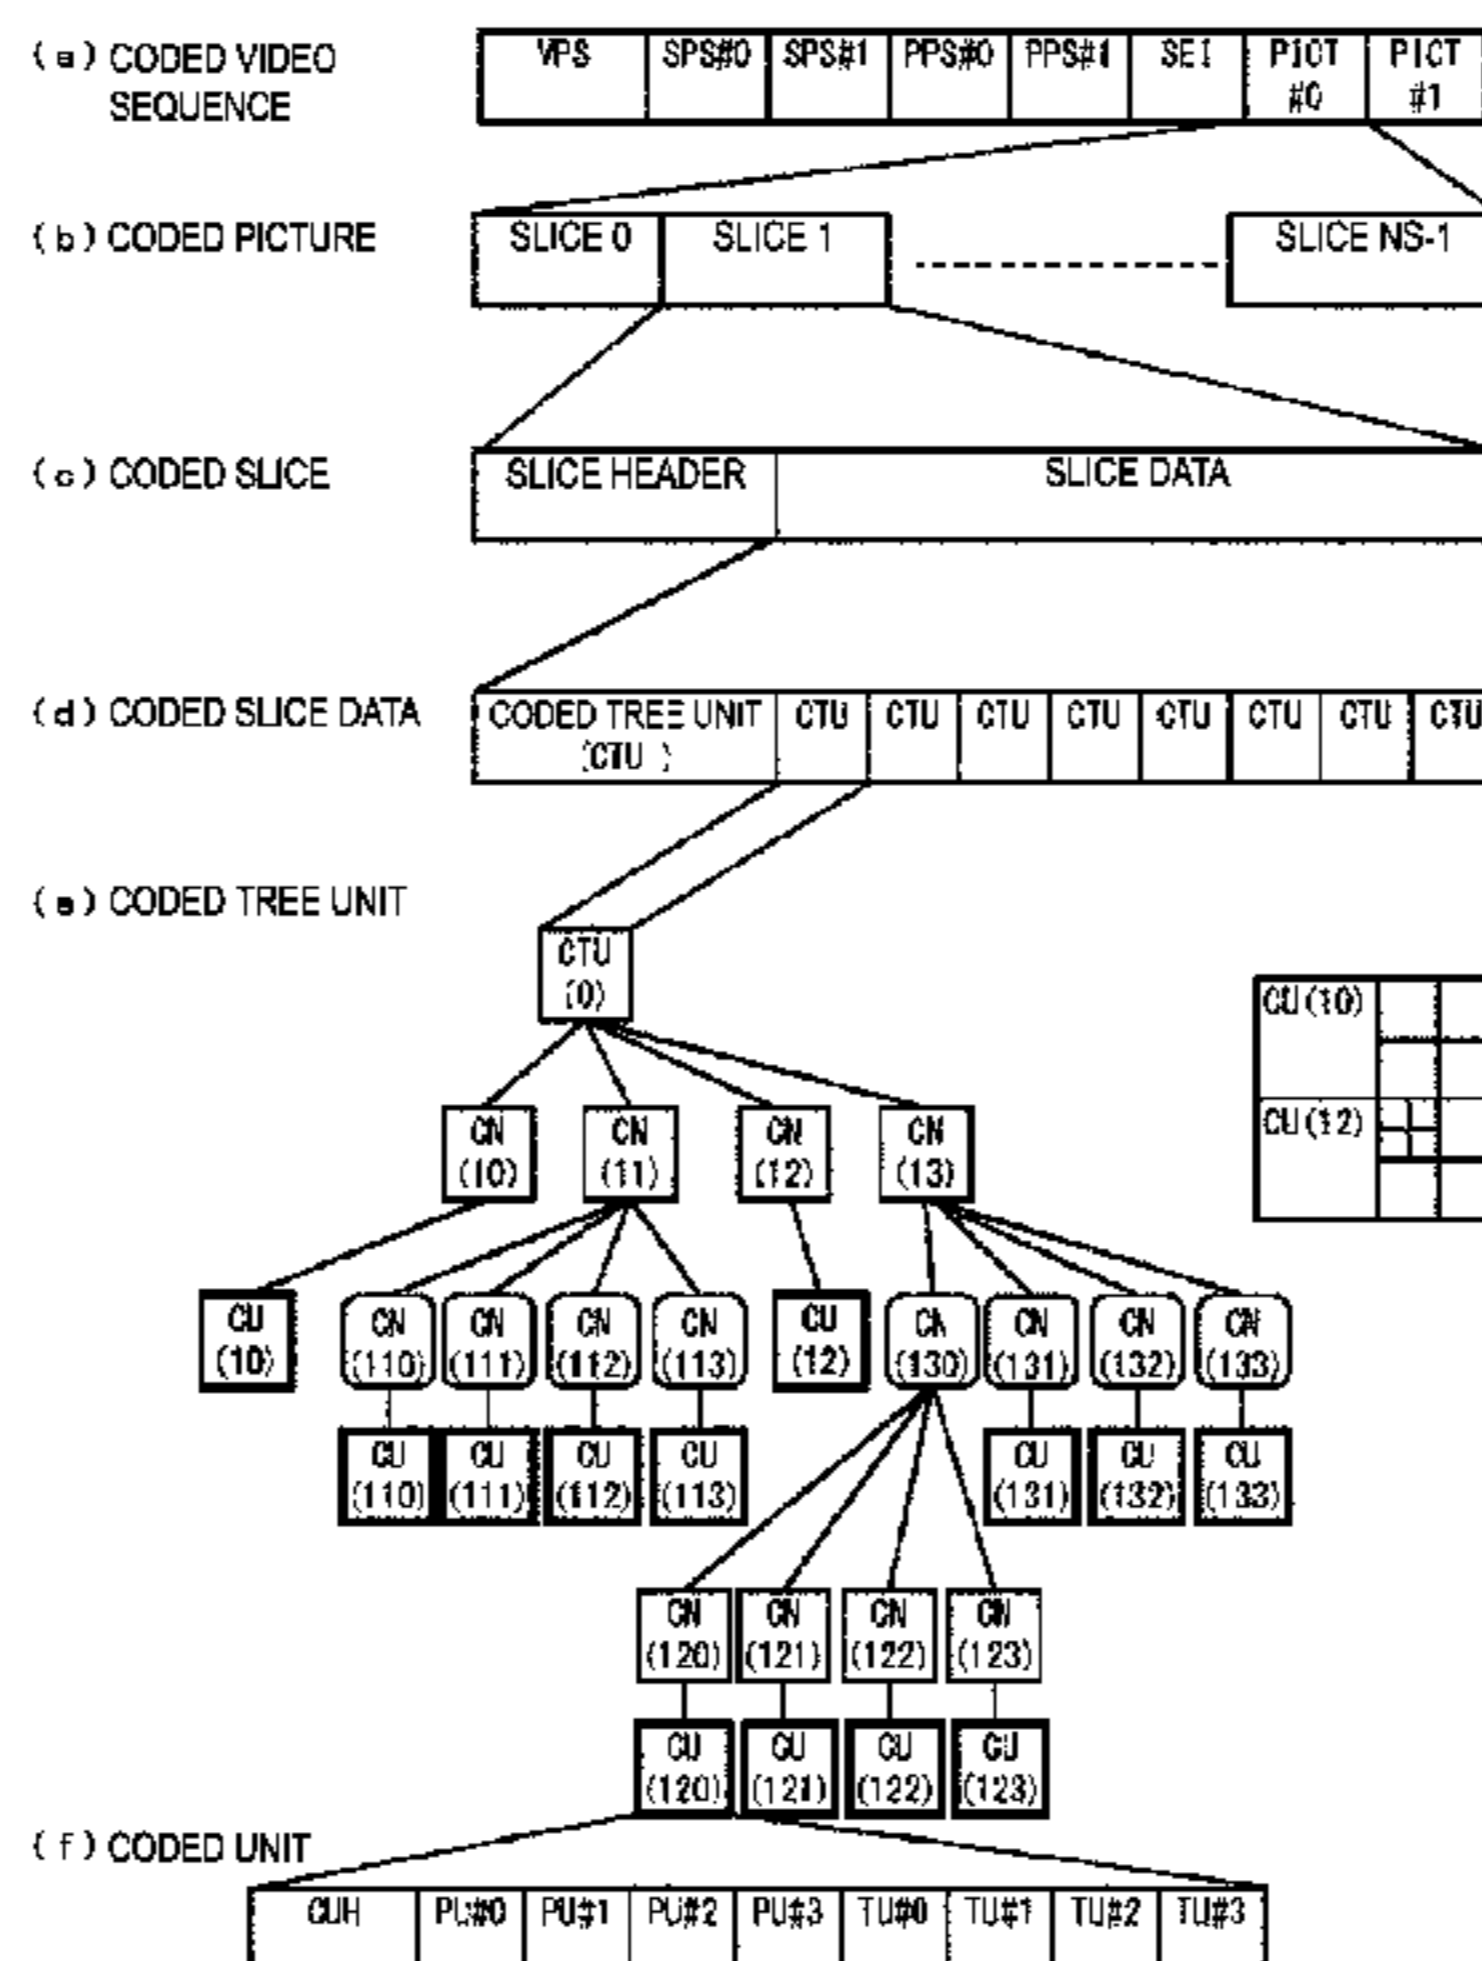 (a) CODED VIDEO
SEQUENCE
VPS SPS#0 SPS#1 PPS#0 PPS#1 SEI PICT PICT
#0 #1
(b) CODED PICTURE
SLICE 0 SLICE 1 SLICE NS-1
(c) CODED SLICE
SLICE HEADER SLICE DATA
(d) CODED SLICE DATA
CODED TREE UNIT CTU CTU CTU CTU CTU CTU CTU CTU
(CTU )
(e) CODED TREE UNIT
CTU
(0)
CU(10)
CU(12)
CN CN CN CN
(10) (11) (12) (13)
CU CN CN CN CN CU CN CN CN CN
(10) (110) (111) (112) (113) (12) (130) (131) (132) (133)
CU CU CU CU CU CU CU
(110) (111) (112) (113) (131) (132) (133)
CN CN CN CN
(120) (121) (122) (123)
CU CU CU CU
(120) (121) (122) (123)
(f) CODED UNIT
CUH PU#0 PU#1 PU#2 PU#3 TU#0 TU#1 TU#2 TU#3